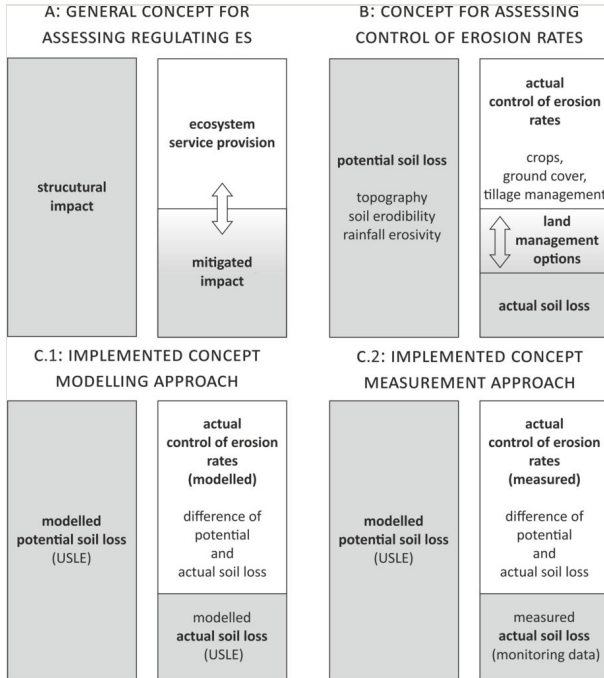 A: GENERAL CONCEPT FOR
ASSESSING REGULATING ES
strucutural
impact
ecosystem
service provision
mitigated
impact
B: CONCEPT FOR ASSESSING
CONTROL OF EROSION RATES
potential soil loss
topography
soil erodibility
rainfall erosivity
actual
control of erosion
rates
crops,
ground cover,
tillage management
land
management
options
actual soil loss
C.1: IMPLEMENTED CONCEPT
MODELLING APPROACH
modelled
potential soil loss
(USLE)
actual
control of erosion
rates
(modelled)
difference of
potential
and
actual soil loss
modelled
actual soil loss
(USLE)
C.2: IMPLEMENTED CONCEPT
MEASUREMENT APPROACH
modelled
potential soil loss
(USLE)
actual
control of erosion
rates
(measured)
difference of
potential
and
actual soil loss
measured
actual soil loss
(monitoring data)